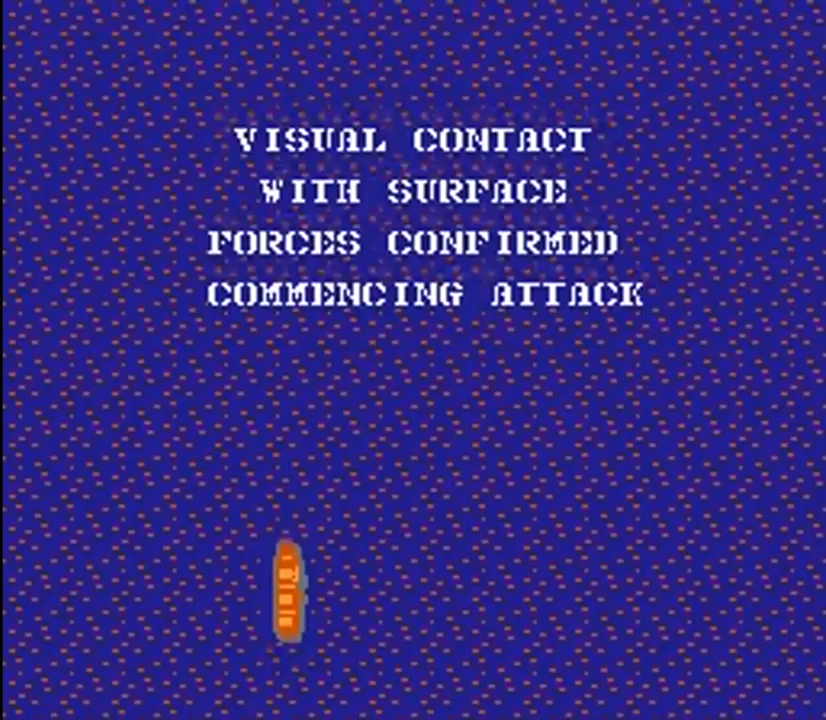 VISUAL CONTACT
WITH SURFACE
FORCES CONFIRMED
COMMENCING ATTACK